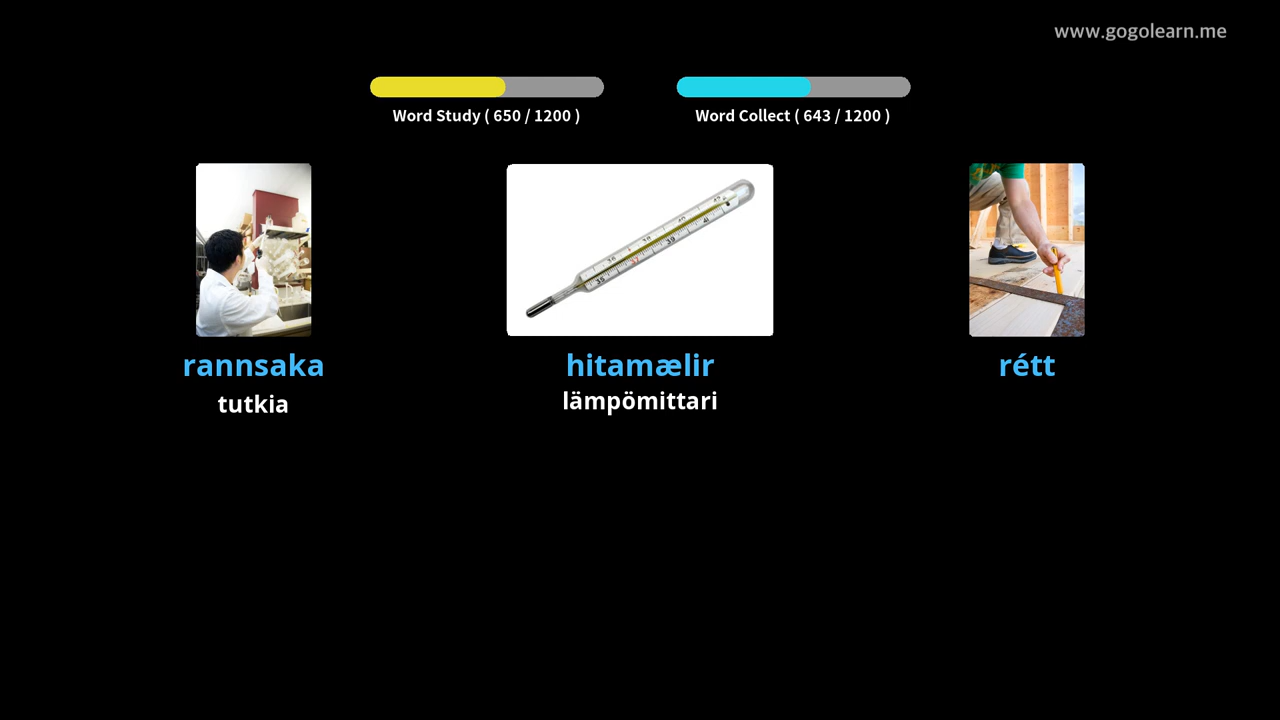 www.gogolearn.me
Word Study ( 650 / 1200 )
Word Collect ( 643 / 1200 )
rannsaka
hitamælir
rétt
tutkia
lämpömittari